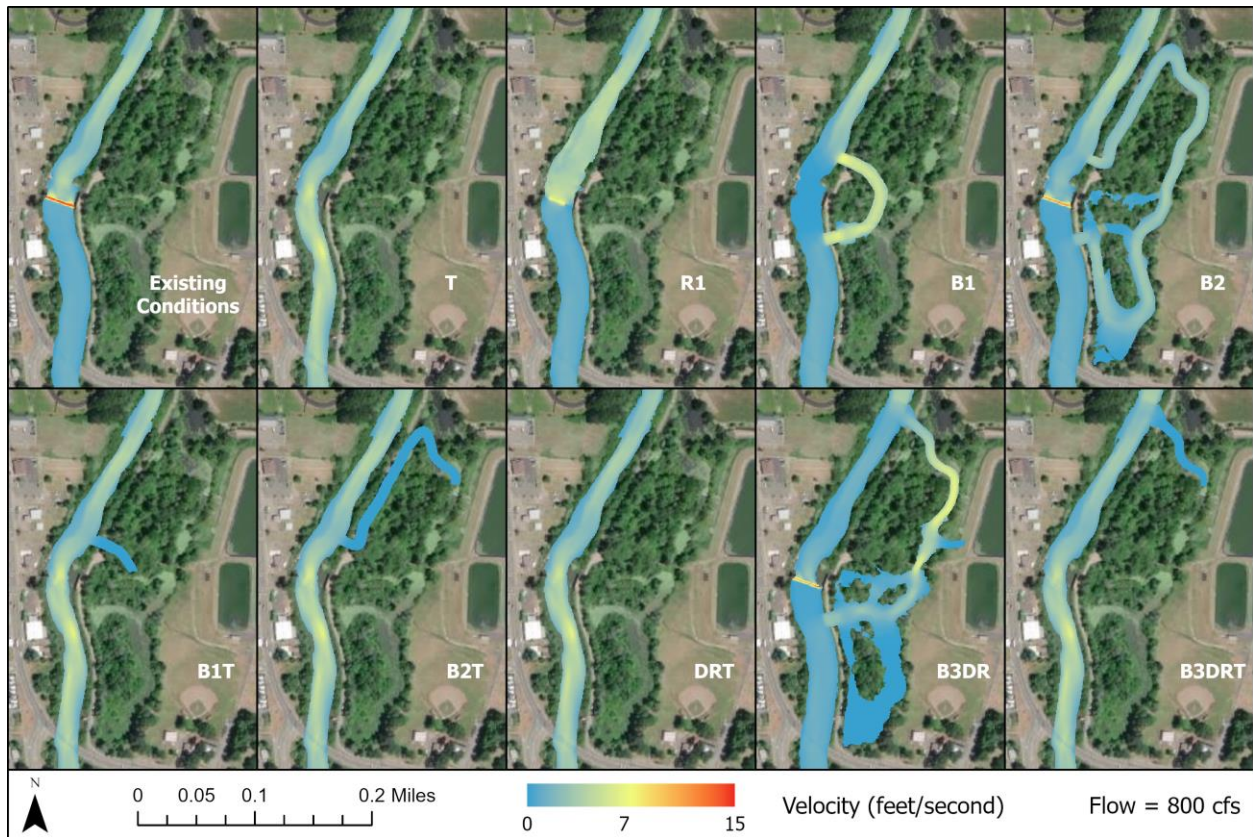 Existing
Conditions
T
R1
B1
B2
B1T
B2T
DRT
B3DR
B3DRT
N
0 0.05 0.1 0.2 Miles
0 7 15
Velocity (feet/second)
Flow = 800 cfs